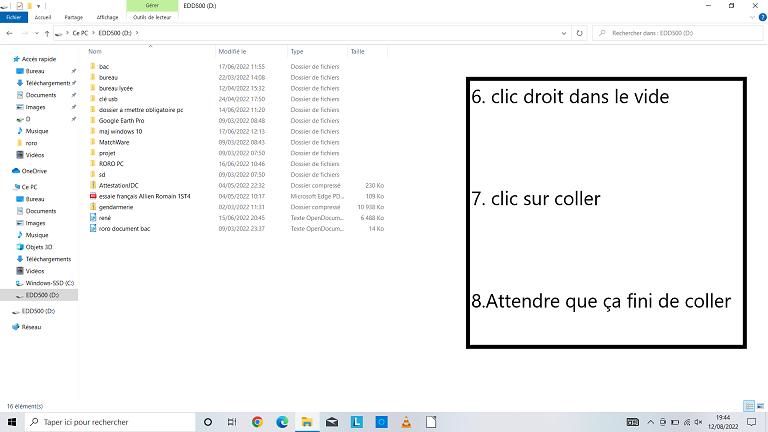 Gérer
EDD500 (D:)
Fichier
Accueil
Partage
Affichage
Outils de lecteur
Ce PC > EDD500 (D:) >
Rechercher dans : EDD500 (D:)
Nom Modifié le Type Taille
bac 17/06/2022 11:55 Dossier de fichiers
bureau 22/03/2022 14:08 Dossier de fichiers
bureau lycée 12/04/2022 15:32 Dossier de fichiers
clé usb 24/04/2022 17:50 Dossier de fichiers
dossier a rmettre obligatoire pc 14/06/2022 11:20 Dossier de fichiers
Google Earth Pro 09/03/2022 08:48 Dossier de fichiers
maj windows 10 17/06/2022 12:13 Dossier de fichiers
MatchWare 09/03/2022 08:43 Dossier de fichiers
projet 09/03/2022 07:50 Dossier de fichiers
RORO PC 16/06/2022 10:46 Dossier de fichiers
sd 09/03/2022 07:50 Dossier de fichiers
AttestationJDC 04/05/2022 22:32 Dossier compressé 230 Ko
essaie français Allien Romain 1ST4 04/05/2022 10:17 Microsoft Edge PD... 109 Ko
gendarmerie 02/03/2022 11:31 Dossier compressé 10 938 Ko
rené 15/06/2022 20:45 Texte OpenDocum... 6 488 Ko
roro document bac 09/03/2022 23:37 Texte OpenDocum... 14 Ko
Accès rapide
Bureau
Téléchargements
Documents
Images
D
Musique
roro
Vidéos
OneDrive
Ce PC
Bureau
Documents
Images
Musique
Objets 3D
Téléchargements
Vidéos
Windows-SSD (C:)
EDD500 (D:)
EDD500 (D:)
Réseau
6. clic droit dans le vide
7. clic sur coller
8.Attendre que ça fini de coller
16 élément(s)
Taper ici pour rechercher
19:44
12/08/2022